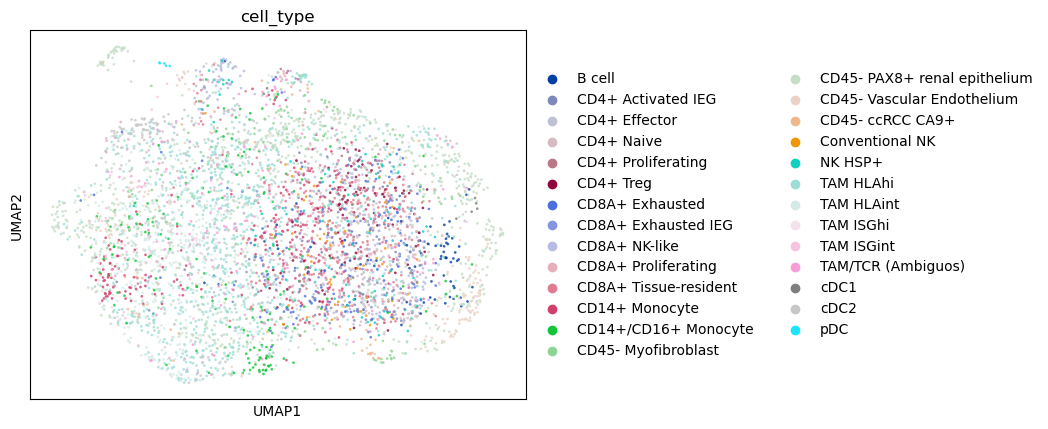 cell_type
UMAP2
UMAP1
B cell
CD4+ Activated IEG
CD4+ Effector
CD4+ Naive
CD4+ Proliferating
CD4+ Treg
CD8A+ Exhausted
CD8A+ Exhausted IEG
CD8A+ NK-like
CD8A+ Proliferating
CD8A+ Tissue-resident
CD14+ Monocyte
CD14+/CD16+ Monocyte
CD45- Myofibroblast
CD45- PAX8+ renal epithelium
CD45- Vascular Endothelium
CD45- ccRCC CA9+
Conventional NK
NK HSP+
TAM HLAhi
TAM HLAint
TAM ISGhi
TAM ISGint
TAM/TCR (Ambiguos)
cDC1
cDC2
pDC